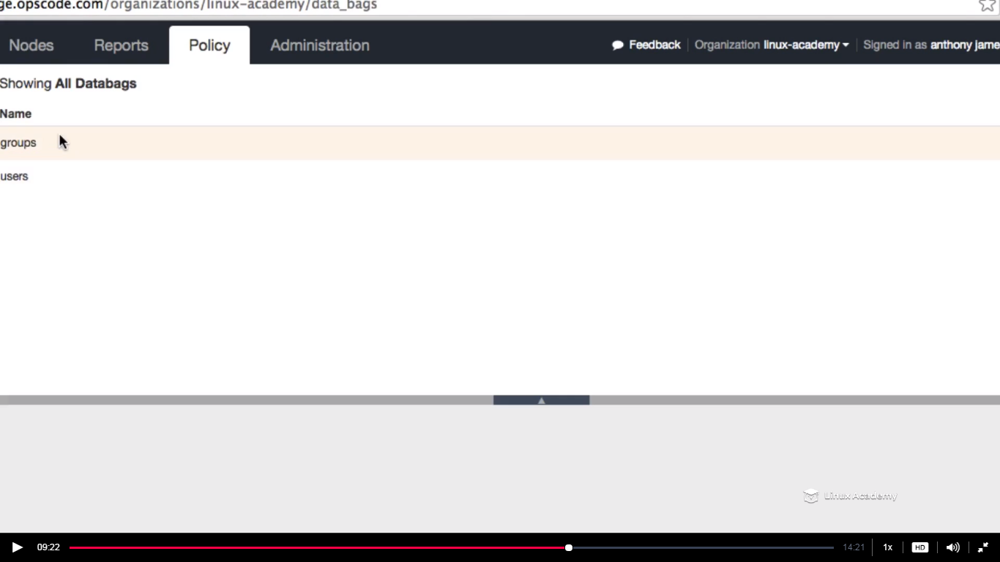 ge.opscode.com/organizations/linux-academy/data_bags
Nodes Reports Policy Administration Feedback Organization linux-academy Signed in as anthony jame
Showing All Databags
Name
groups
users
Linux Academy
09:22 14:21 1x HD